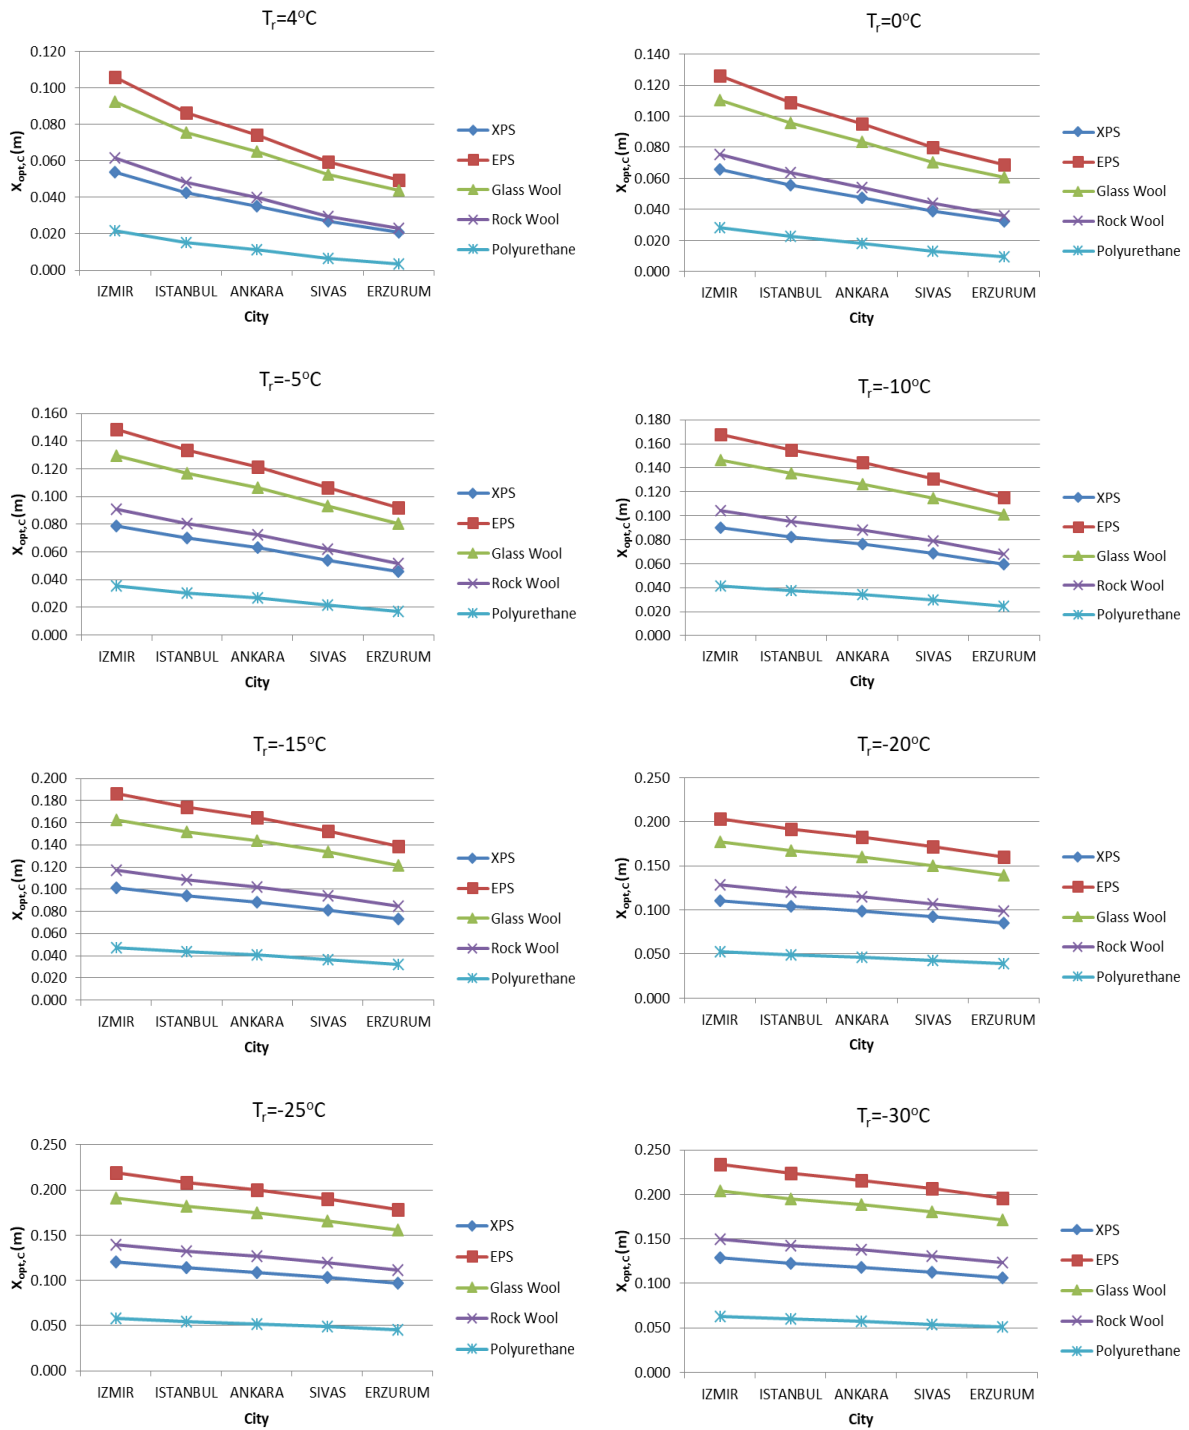 Tr=4°C
0.120
0.100
0.080
0.060
0.040
0.020
0.000
Xopt,C(m)
IZMIR ISTANBUL ANKARA SIVAS ERZURUM
City
XPS
EPS
Glass Wool
Rock Wool
Polyurethane
Tr=0°C
0.140
0.120
0.100
0.080
0.060
0.040
0.020
0.000
Xopt,C(m)
IZMIR ISTANBUL ANKARA SIVAS ERZURUM
City
XPS
EPS
Glass Wool
Rock Wool
Polyurethane
Tr=-5°C
0.160
0.140
0.120
0.100
0.080
0.060
0.040
0.020
0.000
Xopt,C(m)
IZMIR ISTANBUL ANKARA SIVAS ERZURUM
City
XPS
EPS
Glass Wool
Rock Wool
Polyurethane
Tr=-10°C
0.180
0.160
0.140
0.120
0.100
0.080
0.060
0.040
0.020
0.000
Xopt,C(m)
IZMIR ISTANBUL ANKARA SIVAS ERZURUM
City
XPS
EPS
Glass Wool
Rock Wool
Polyurethane
Tr=-15°C
0.200
0.180
0.160
0.140
0.120
0.100
0.080
0.060
0.040
0.020
0.000
Xopt,C(m)
IZMIR ISTANBUL ANKARA SIVAS ERZURUM
City
XPS
EPS
Glass Wool
Rock Wool
Polyurethane
Tr=-20°C
0.250
0.200
0.150
0.100
0.050
0.000
Xopt,C(m)
IZMIR ISTANBUL ANKARA SIVAS ERZURUM
City
XPS
EPS
Glass Wool
Rock Wool
Polyurethane
Tr=-25°C
0.250
0.200
0.150
0.100
0.050
0.000
Xopt,C(m)
IZMIR ISTANBUL ANKARA SIVAS ERZURUM
City
XPS
EPS
Glass Wool
Rock Wool
Polyurethane
Tr=-30°C
0.250
0.200
0.150
0.100
0.050
0.000
Xopt,C(m)
IZMIR ISTANBUL ANKARA SIVAS ERZURUM
City
XPS
EPS
Glass Wool
Rock Wool
Polyurethane